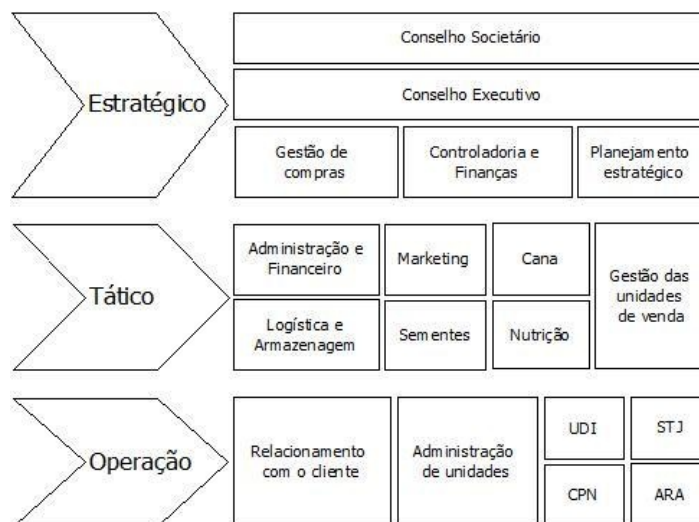 Estratégico
Conselho Societário
Conselho Executivo
Gestão de
compras
Controladoria e
Finanças
Planejamento
estratégico
Tático
Administração e
Financeiro
Marketing
Cana
Gestão das
unidades
de venda
Logística e
Armazenagem
Sementes
Nutrição
Operação
Relacionamento
com o cliente
Administração
de unidades
UDI
STJ
CPN
ARA